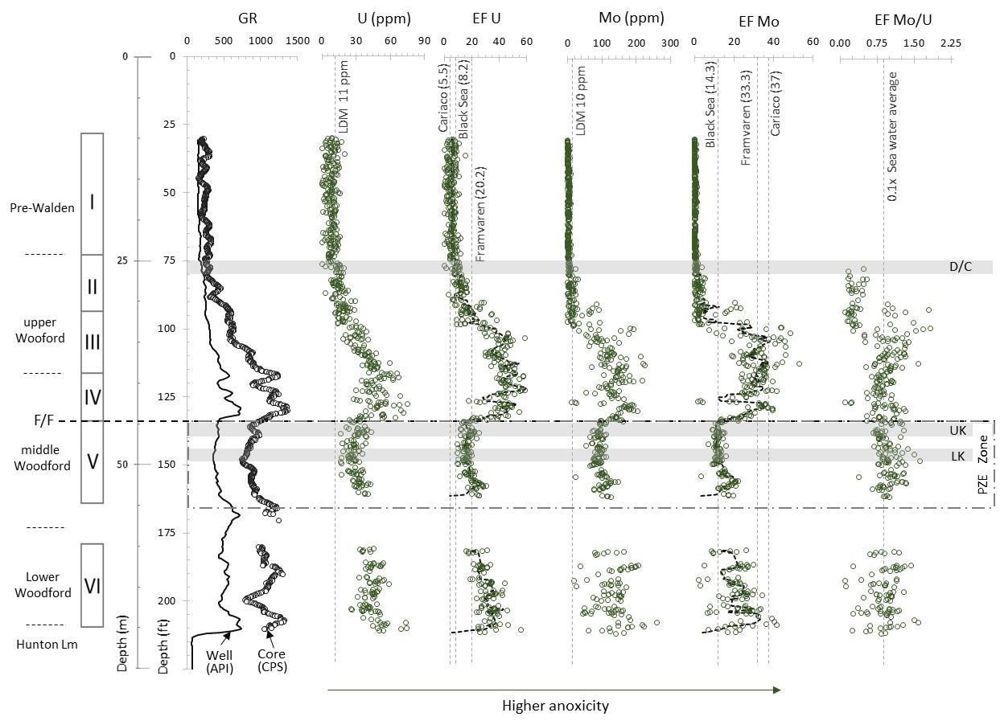 GR
U (ppm)
EF U
Mo (ppm)
EF Mo
EF Mo/U
0 500 1000 1500
0 30 60 90
0 20 40 60
0 100 200 300
0 20 40 60
0.00 0.75 1.50 2.25
LDM 11 ppm
Cariaco (5.5)
Black Sea (8.2)
Framvaren (20.2)
LDM 10 ppm
Black Sea (14.3)
Framvaren (33.3)
Cariaco (37)
0.1x Sea water average
0
25
50
Depth (m)
0
25
50
75
100
125
150
175
200
Depth (ft)
Pre-Walden
upper
Wooford
F/F
middle
Woodford
Lower
Woodford
Hunton Lm
I
II
III
IV
V
VI
D/C
UK
LK
PZE Zone
Well
(API)
Core
(CPS)
Higher anoxicity